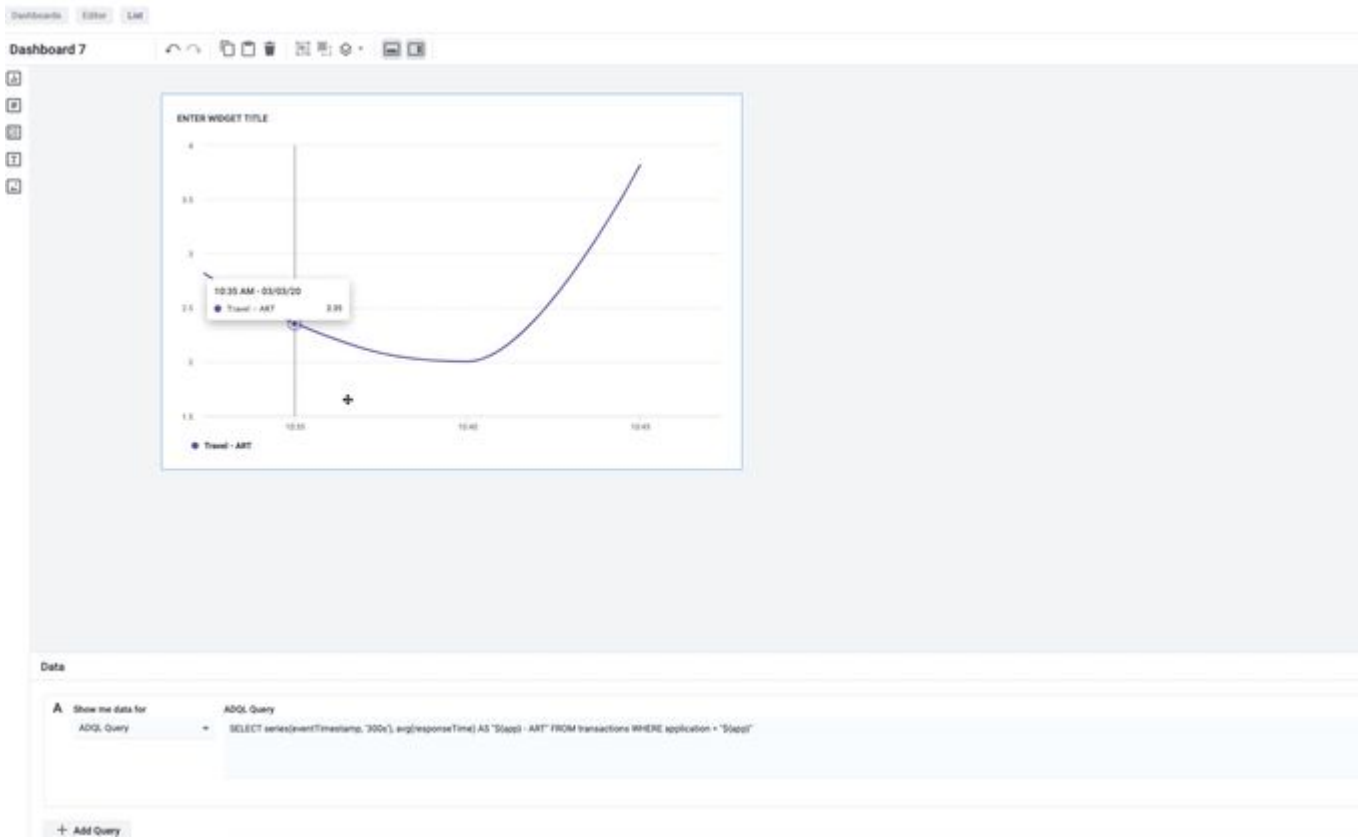 Dashboards Editor List
Dashboard 7
ENTER WIDGET TITLE
4
3.5
3
2.5
2
1.5
10:35 AM - 03/03/20
Travel - ART 2.35
10:35 10:40 10:45
Travel - ART
Data
A Show me data for ADQL Query
ADQL Query SELECT series(eventTimestamp, '300s'), avg(responseTime) AS "$(app) - ART" FROM transactions WHERE application = "$(app)"
+ Add Query